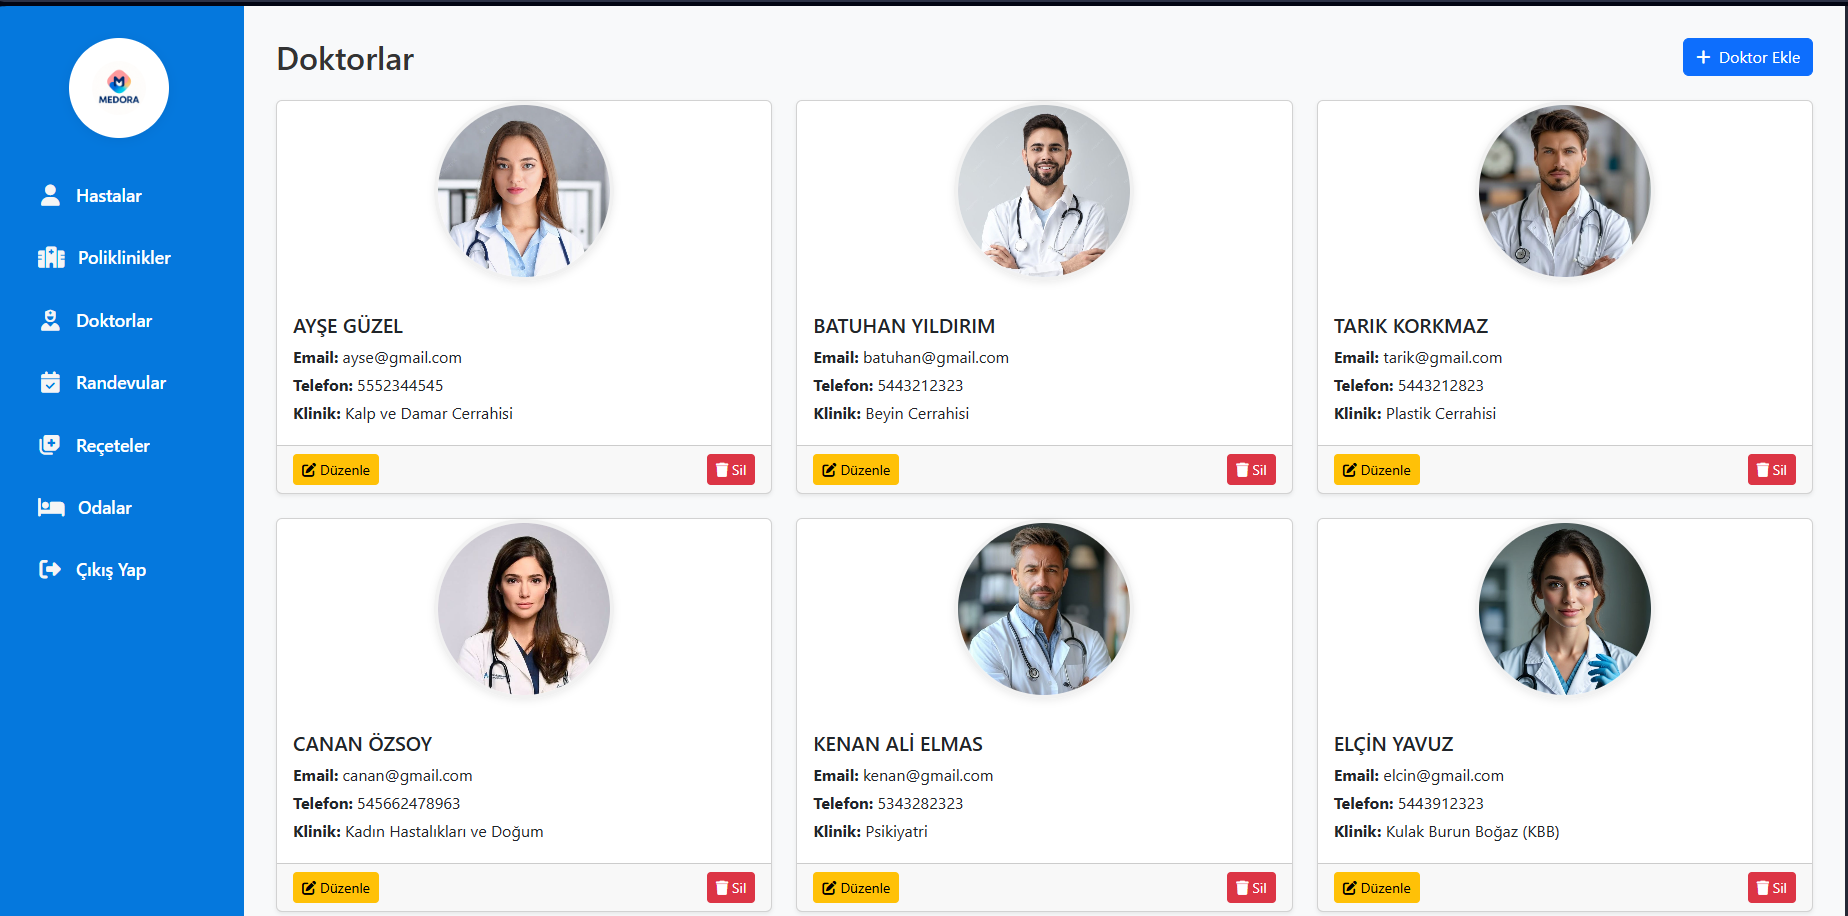 MEDORA
Hastalar
Poliklinikler
Doktorlar
Randevular
Reçeteler
Odalar
Çıkış Yap
Doktorlar
Doktor Ekle
AYŞE GÜZEL
Email: ayse@gmail.com
Telefon: 5552344545
Klinik: Kalp ve Damar Cerrahisi
Düzenle
Sil
BATUHAN YILDIRIM
Email: batuhan@gmail.com
Telefon: 5443212323
Klinik: Beyin Cerrahisi
Düzenle
Sil
TARIK KORKMAZ
Email: tarik@gmail.com
Telefon: 5443212823
Klinik: Plastik Cerrahisi
Düzenle
Sil
CANAN ÖZSOY
Email: canan@gmail.com
Telefon: 545662478963
Klinik: Kadın Hastalıkları ve Doğum
Düzenle
Sil
KENAN ALİ ELMAS
Email: kenan@gmail.com
Telefon: 5343282323
Klinik: Psikiyatri
Düzenle
Sil
ELÇİN YAVUZ
Email: elcin@gmail.com
Telefon: 5443912323
Klinik: Kulak Burun Boğaz (KBB)
Düzenle
Sil